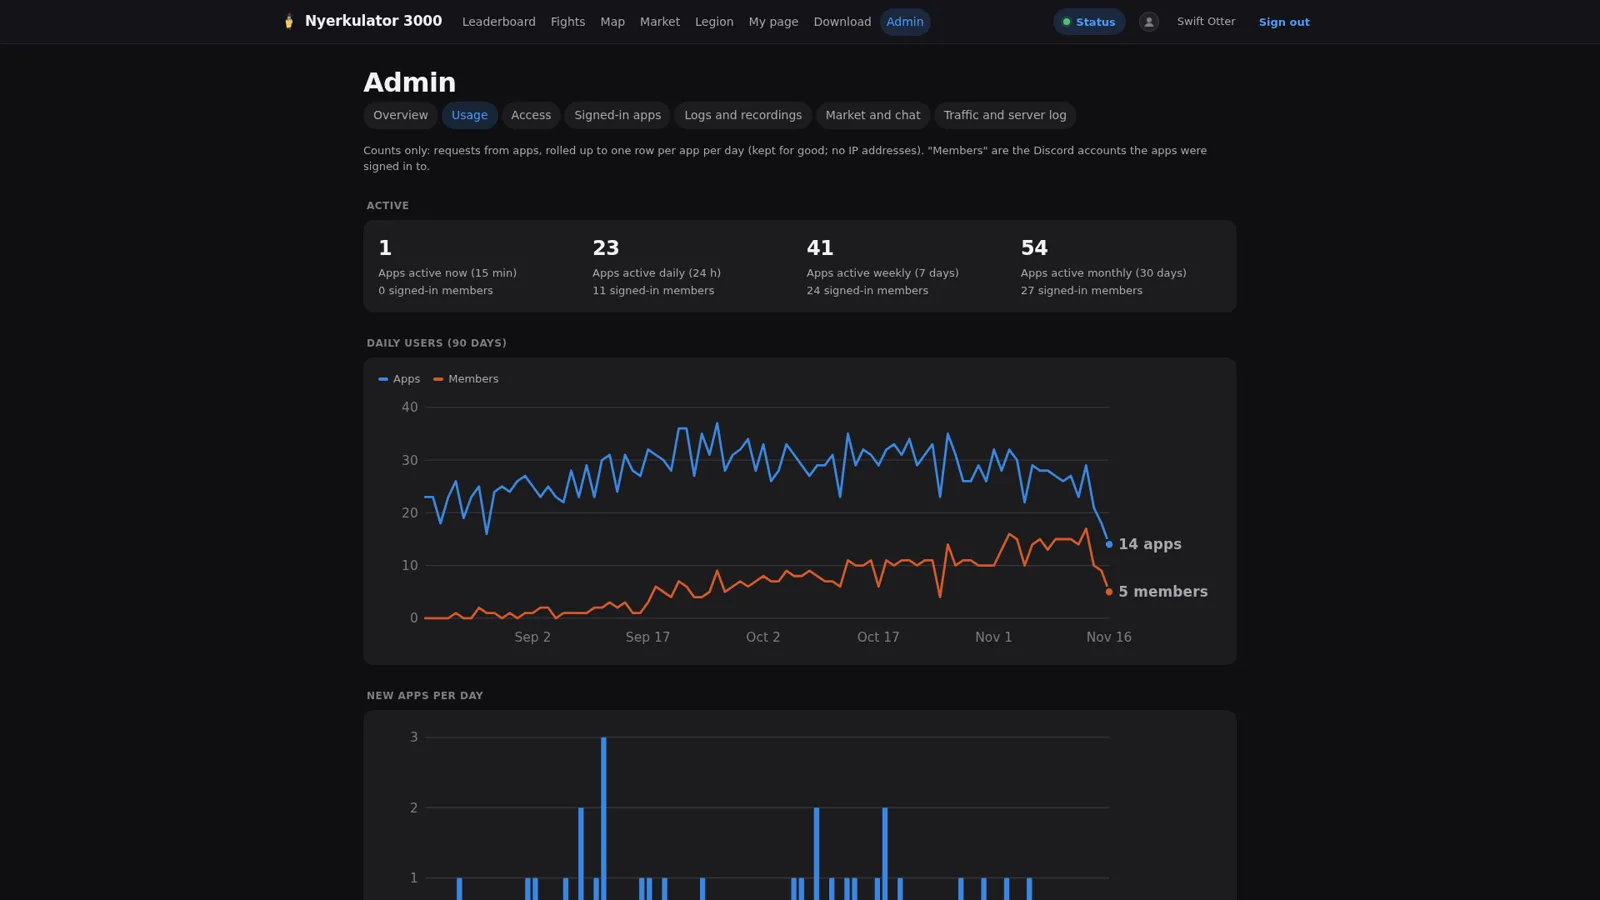 Nyerkulator 3000 Leaderboard Fights Map Market Legion My page Download Admin Status Swift Otter Sign out
Admin
Overview Usage Access Signed-in apps Logs and recordings Market and chat Traffic and server log
Counts only: requests from apps, rolled up to one row per app per day (kept for good; no IP addresses). "Members" are the Discord accounts the apps were
signed in to.
ACTIVE
1 23 41 54
Apps active now (15 min) Apps active daily (24 h) Apps active weekly (7 days) Apps active monthly (30 days)
0 signed-in members 11 signed-in members 24 signed-in members 27 signed-in members
DAILY USERS (90 DAYS)
Apps Members
40
30
20
14 apps
10
5 members
0
Sep 2 Sep 17 Oct 2 Oct 17 Nov 1 Nov 16
NEW APPS PER DAY
3
2
1